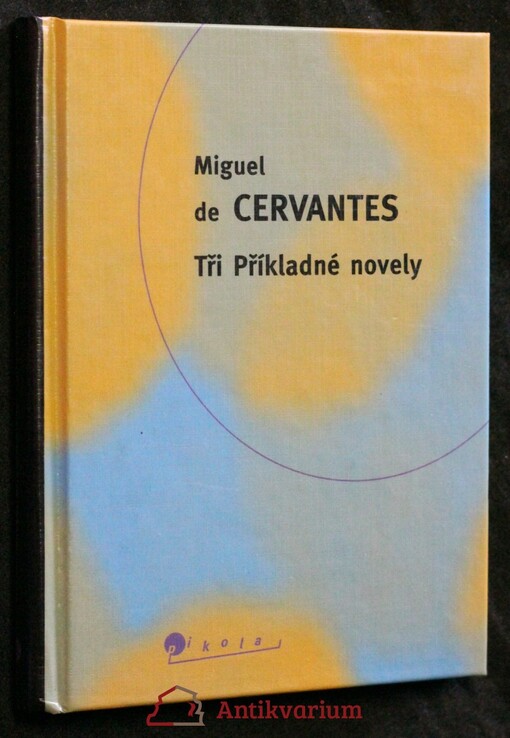 Miguel
de CERVANTES
Tři Příkladné novely
pikola
Antikvarium